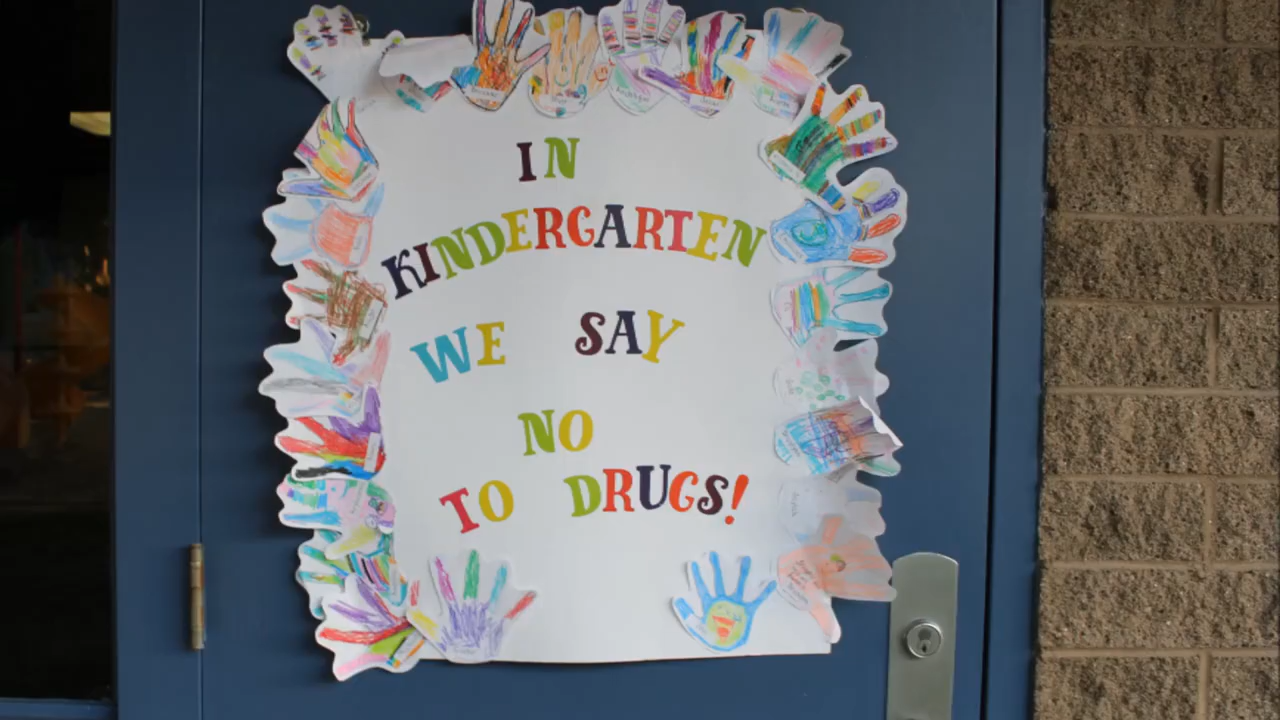 IN
KINDERGARTEN
WE SAY
NO
TO DRUGS!